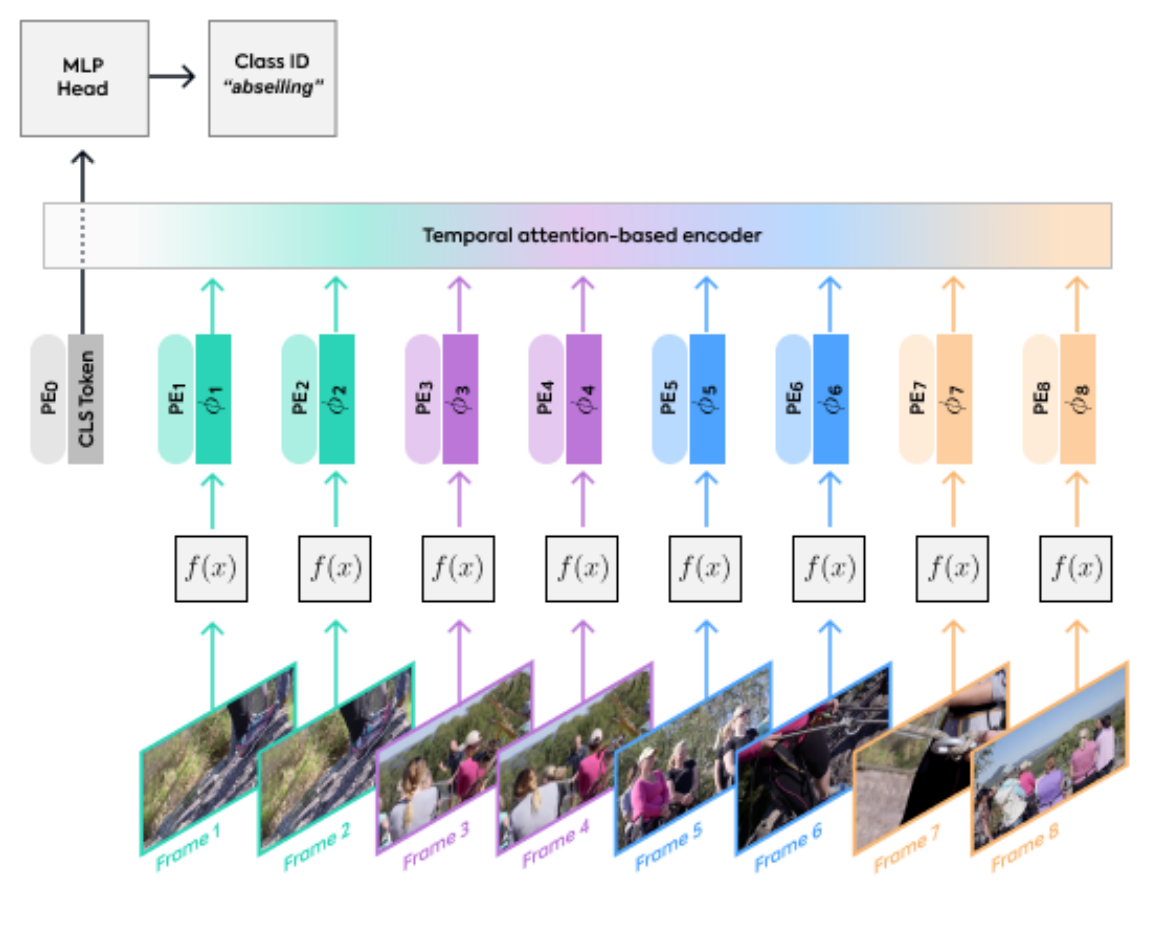 MLP
Head
Class ID
“abseiling”
Temporal attention-based encoder
PE0
CLS Token
PE1
ϕ1
PE2
ϕ2
PE3
ϕ3
PE4
ϕ4
PE5
ϕ5
PE6
ϕ6
PE7
ϕ7
PE8
ϕ8
f(x)
f(x)
f(x)
f(x)
f(x)
f(x)
f(x)
f(x)
Frame 1
Frame 2
Frame 3
Frame 4
Frame 5
Frame 6
Frame 7
Frame 8